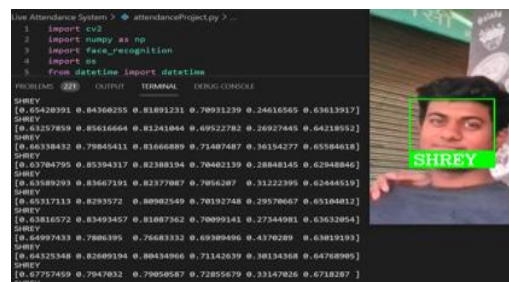 Live Attendance System > attendanceProject.py > ...
1 import cv2
2 import numpy as np
3 import face_recognition
4 import os
5 from datetime import datetime
PROBLEMS 221 OUTPUT TERMINAL DEBUG CONSOLE
SHREY
[0.65420391 0.84360255 0.81891231 0.70931239 0.24616565 0.63613917]
SHREY
[0.63257859 0.85616664 0.81241044 0.69522782 0.26927445 0.64218552]
SHREY
[0.66338432 0.79845411 0.81666889 0.71407487 0.36154277 0.65584618]
SHREY
[0.63704795 0.85394317 0.82388194 0.70402139 0.28848145 0.62948846]
SHREY
[0.63589293 0.83667191 0.82377087 0.7056207 0.31222395 0.62444519]
SHREY
[0.65317113 0.8293572 0.80902549 0.70192748 0.29570667 0.65104012]
SHREY
[0.63816572 0.83493457 0.81087362 0.70099141 0.27344981 0.63632054]
SHREY
[0.64997433 0.7806395 0.76683332 0.69309496 0.4370289 0.63019193]
SHREY
[0.64325348 0.82609194 0.80434966 0.71142639 0.30134368 0.64768905]
SHREY
[0.67757459 0.7947032 0.79050587 0.72855679 0.33147026 0.6718287 ]
SHREY